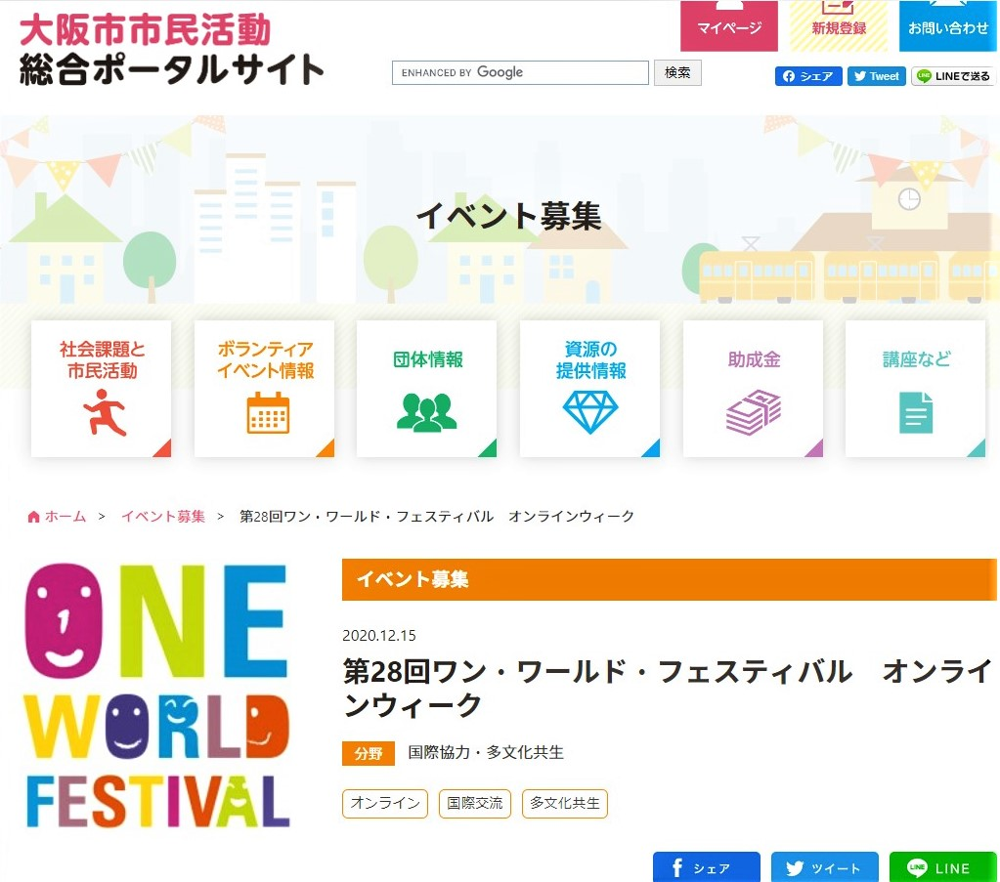 大阪市市民活動
総合ポータルサイト
マイページ
新規登録
お問い合わせ
ENHANCED BY Google
検索
シェア
Tweet
LINE LINEで送る
イベント募集
社会課題と
市民活動
ボランティア
イベント情報
団体情報
資源の
提供情報
助成金
講座など
ホーム > イベント募集 > 第28回ワン・ワールド・フェスティバル　オンラインウィーク
ONE
WORLD
FESTIVAL
イベント募集
2020.12.15
第28回ワン・ワールド・フェスティバル　オンライ
ンウィーク
分野 国際協力・多文化共生
オンライン 国際交流 多文化共生
シェア
ツイート
LINE LINE